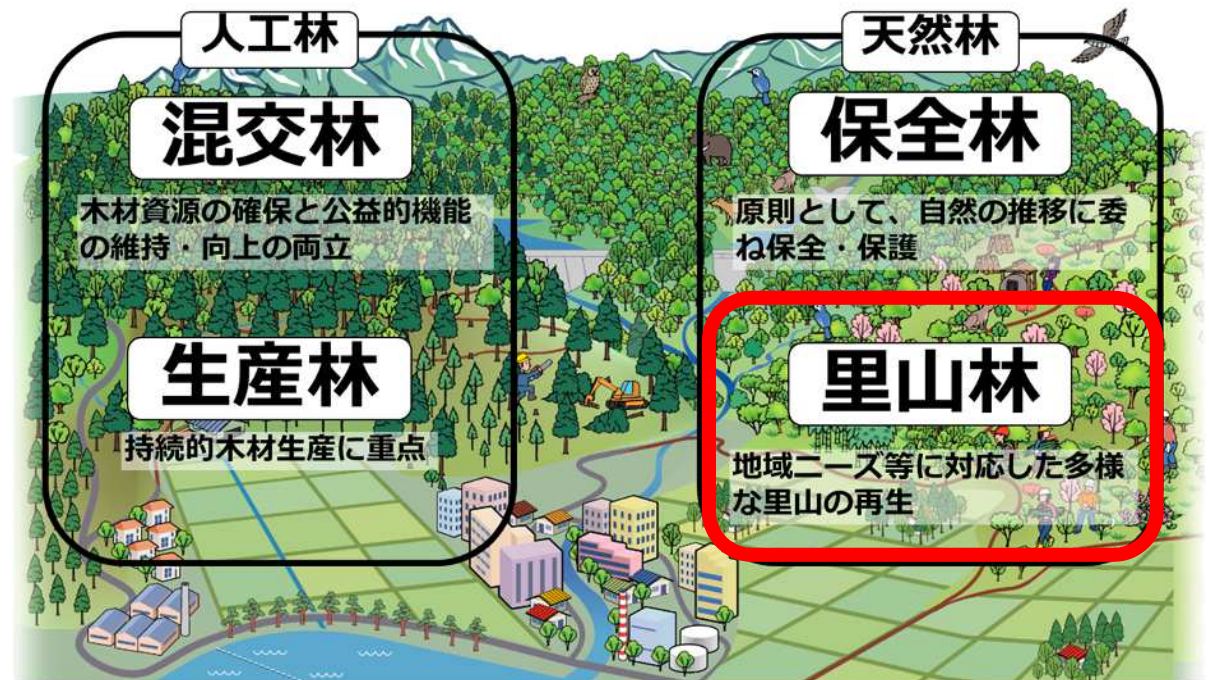 人工林
混交林
木材資源の確保と公益的機能
の維持・向上の両立
生産林
持続的木材生産に重点
天然林
保全林
原則として、自然の推移に委
ね保全・保護
里山林
地域ニーズ等に対応した多様
な里山の再生